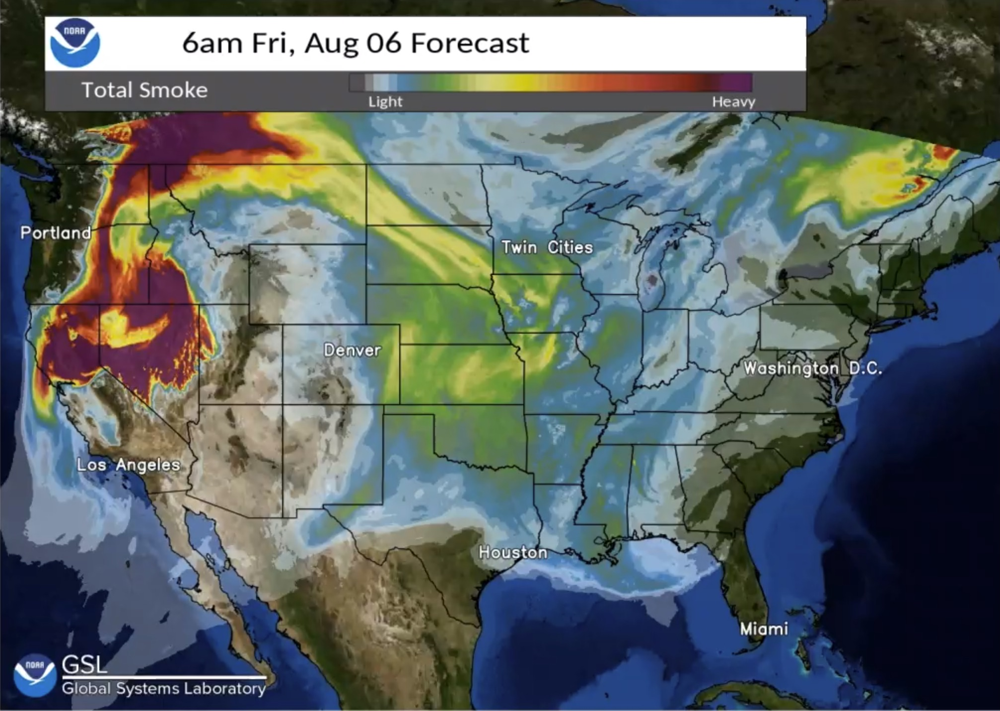 NOAA
6am Fri, Aug 06 Forecast
Total Smoke
Light
Heavy
Portland
Twin Cities
Denver
Washington D.C.
Los Angeles
Houston
Miami
NOAA
GSL
Global Systems Laboratory